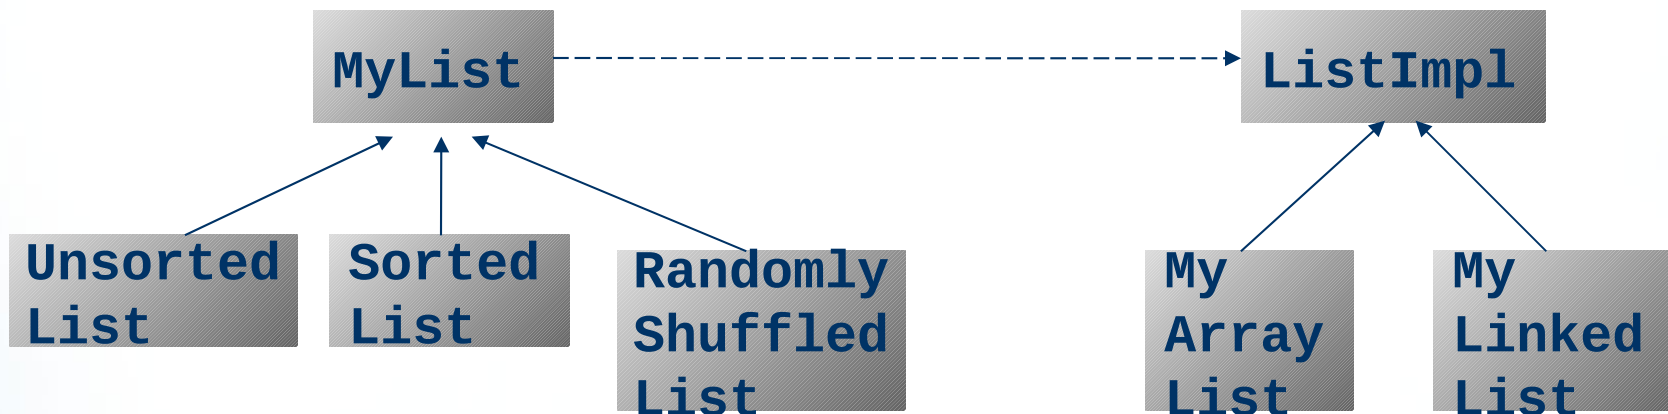 MyList
ListImpl
Unsorted
List
Sorted
List
Randomly
Shuffled
List
My
Array
List
My
Linked
List